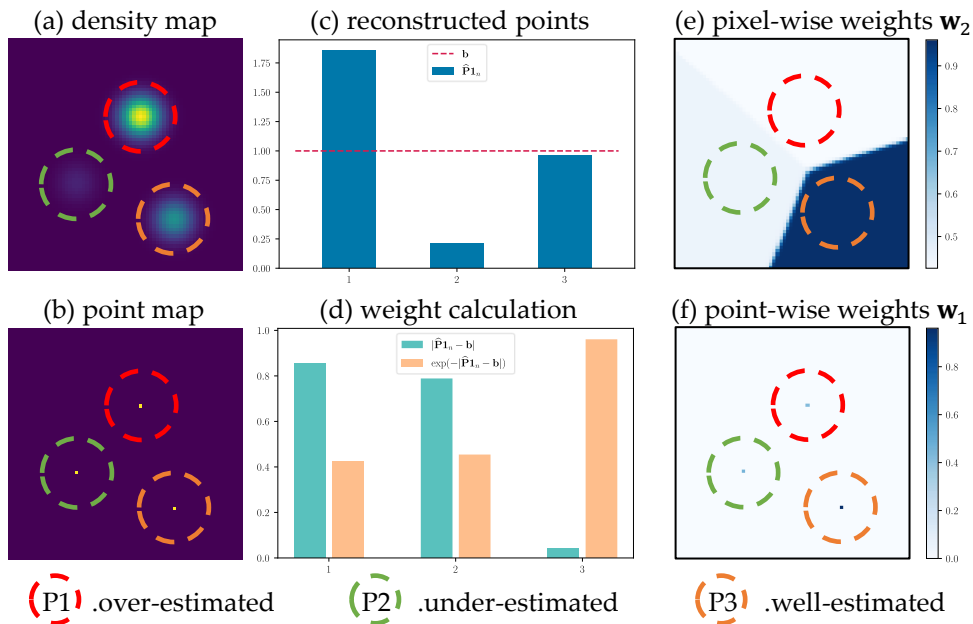 (a) density map
(c) reconstructed points
(e) pixel-wise weights w₂
1.75
1.50
1.25
1.00
0.75
0.50
0.25
0.00
b
P̂1ₙ
1 2 3
0.9
0.8
0.7
0.6
0.5
(b) point map
(d) weight calculation
(f) point-wise weights w₁
1.0
0.8
0.6
0.4
0.2
0.0
|P̂1ₙ − b|
exp(−|P̂1ₙ − b|)
1 2 3
0.8
0.6
0.4
0.2
0.0
P1 .over-estimated
P2 .under-estimated
P3 .well-estimated